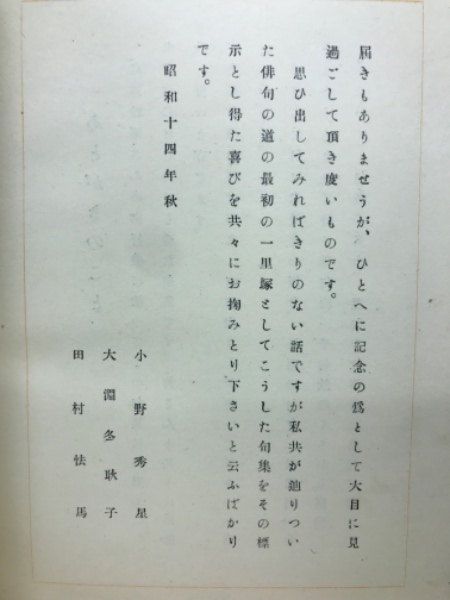 届きもありませうが、ひとへに記念の爲として大目に見
過ごして頂き度いものです。
思ひ出してみればきりのない話ですが私共が辿りつい
た俳句の道の最初の一里塚としてこうした句集をその標
示とし得た喜びを共々にお掬みとり下さいと云ふばかり
です。
昭和十四年秋
小野秀星
大淵冬耿子
田村怯馬